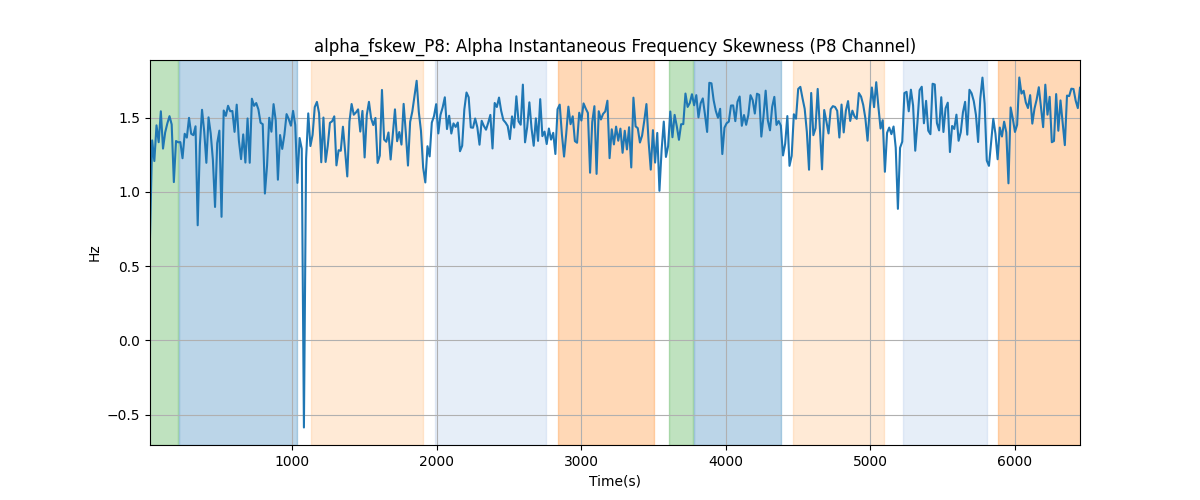 alpha_fskew_P8: Alpha Instantaneous Frequency Skewness (P8 Channel)
Hz
1.5
1.0
0.5
0.0
−0.5
1000 2000 3000 4000 5000 6000
Time(s)